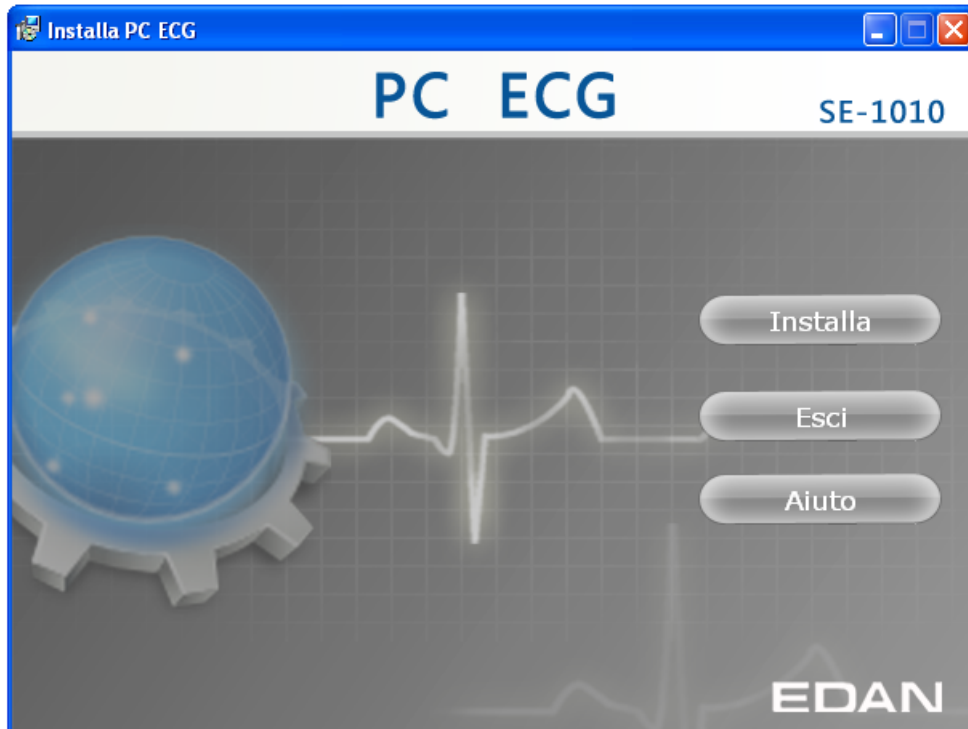 Installa PC ECG
PC ECG
SE-1010
Installa
Esci
Aiuto
EDAN